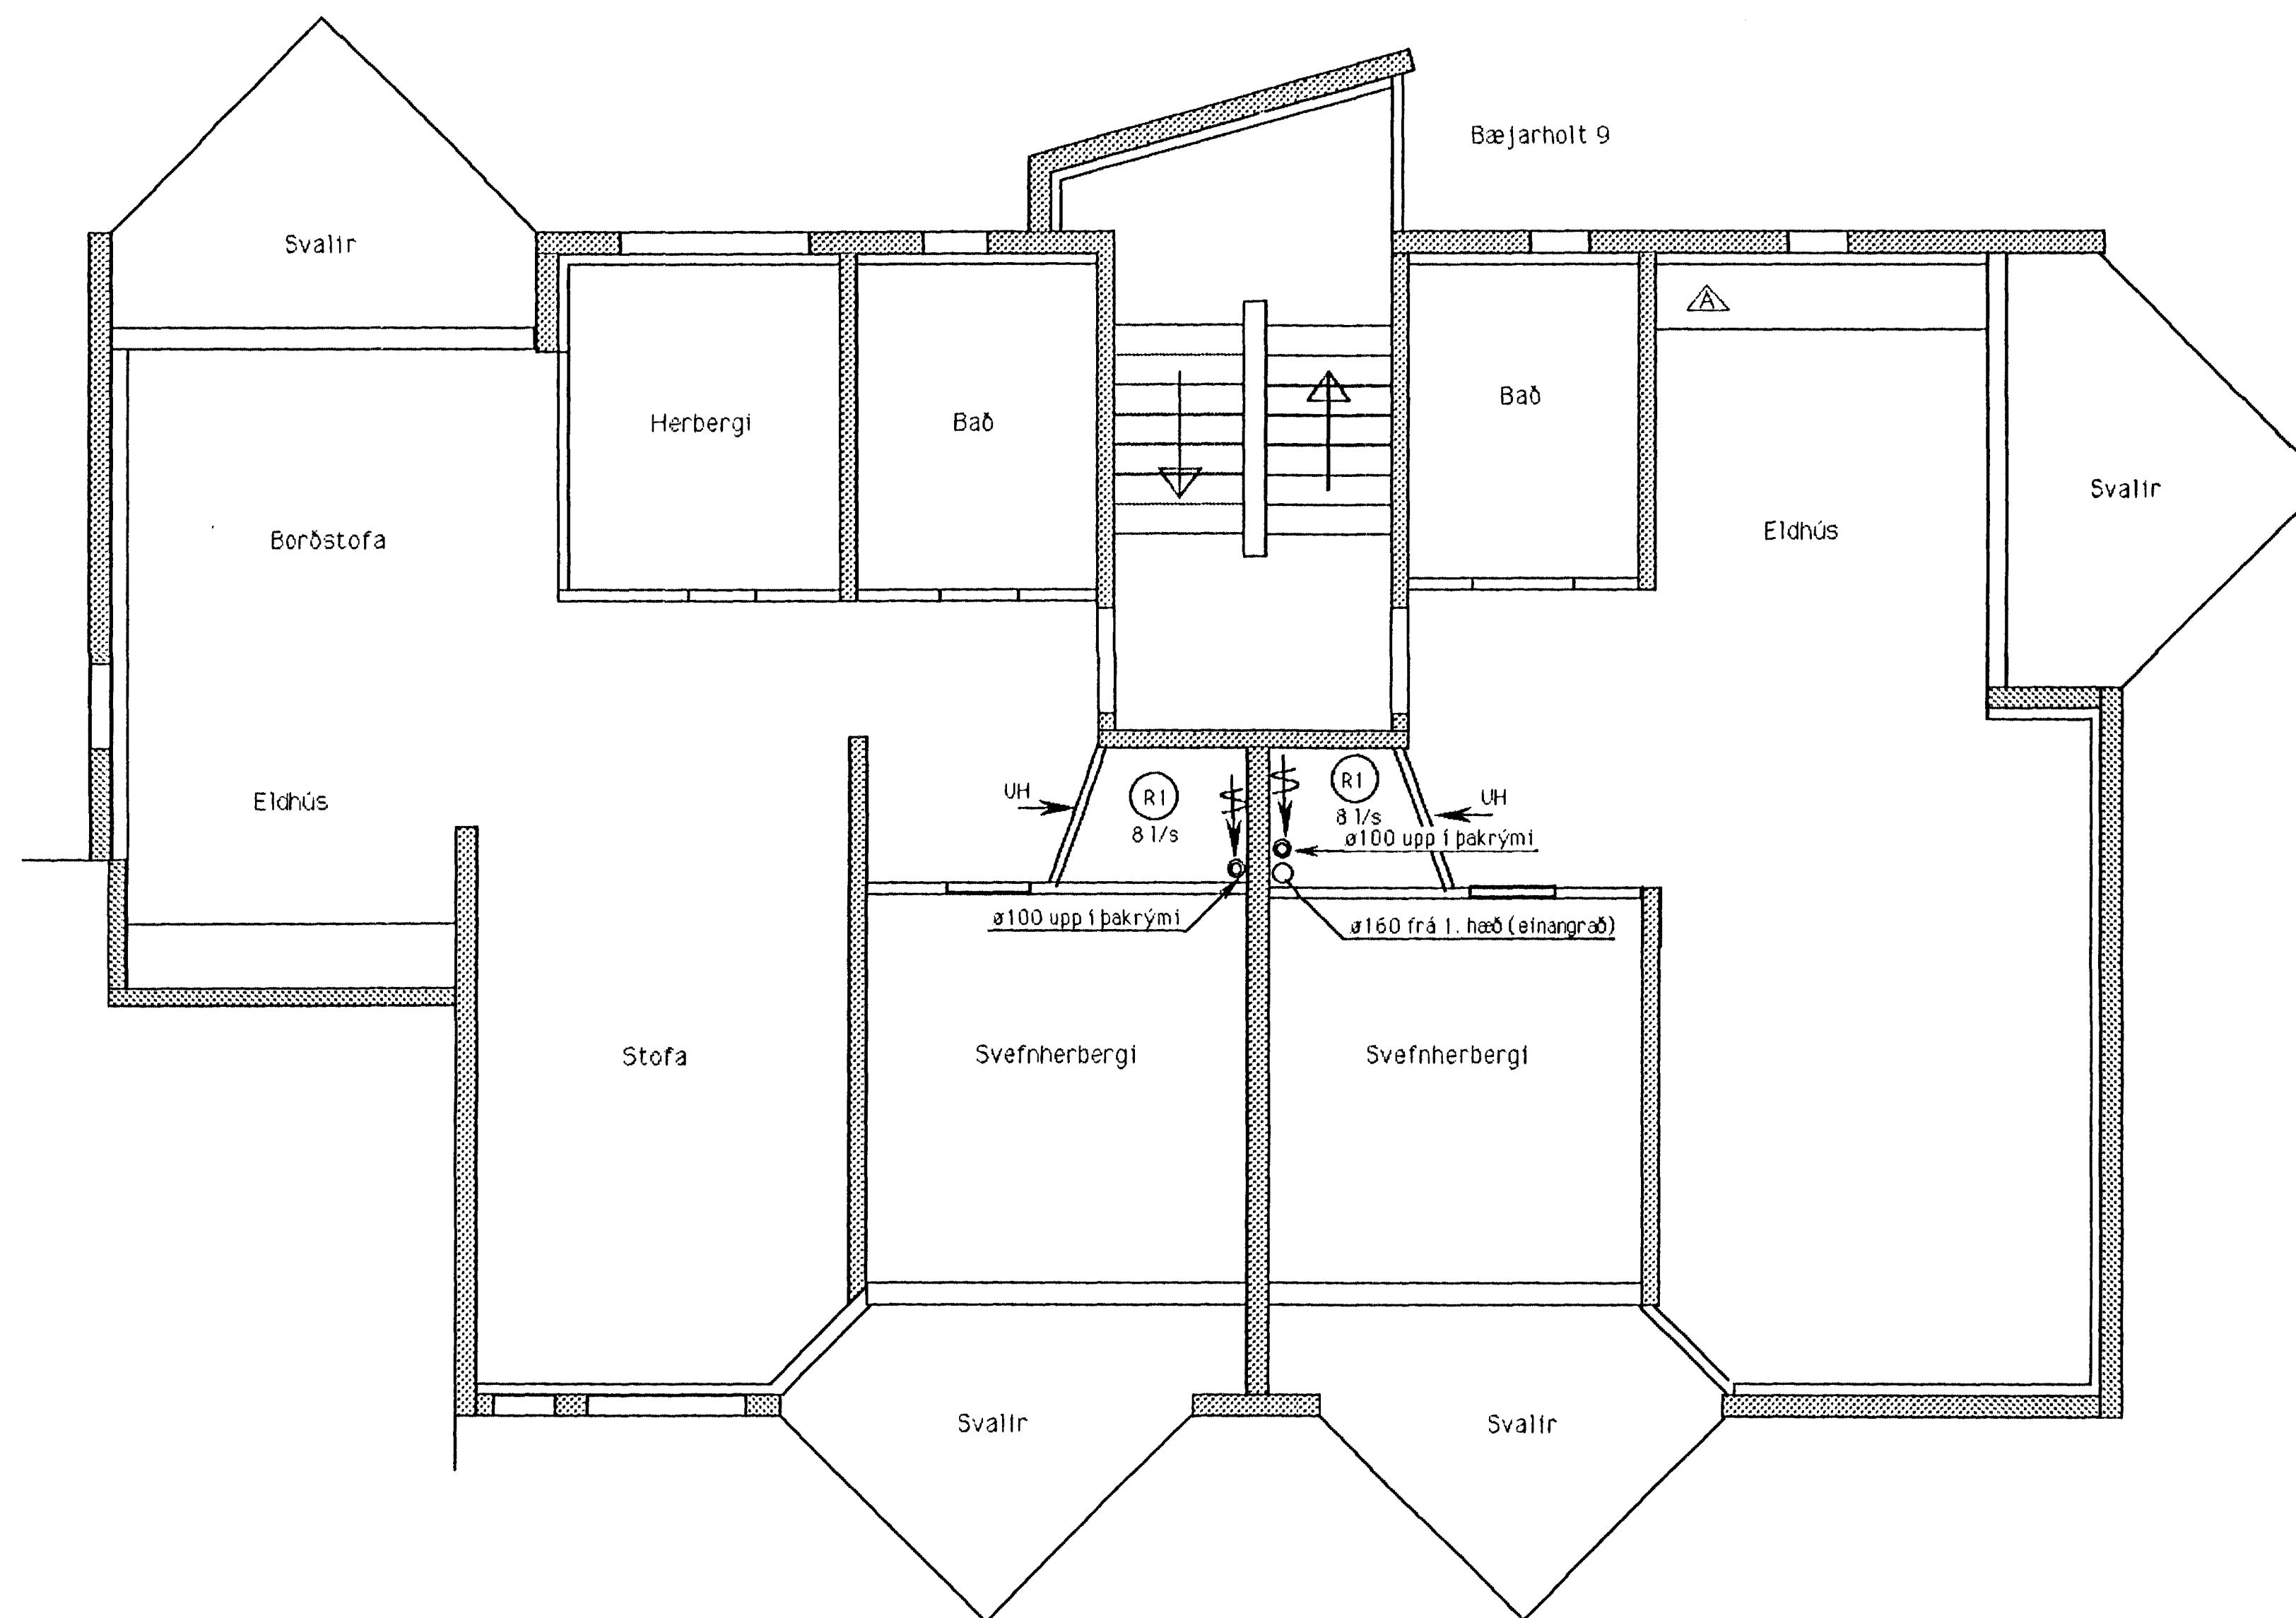 Bæjarholt 9
Svalir
A
Herbergi
Bað
Bað
Svalir
Borðstofa
Eldhús
Eldhús
UH
R1
8 l/s
R1
8 l/s
UH
ø100 upp í þakrými
ø100 upp í þakrými
ø160 frá 1. hæð (einangrað)
Stofa
Svefnherbergi
Svefnherbergi
Svalir
Svalir